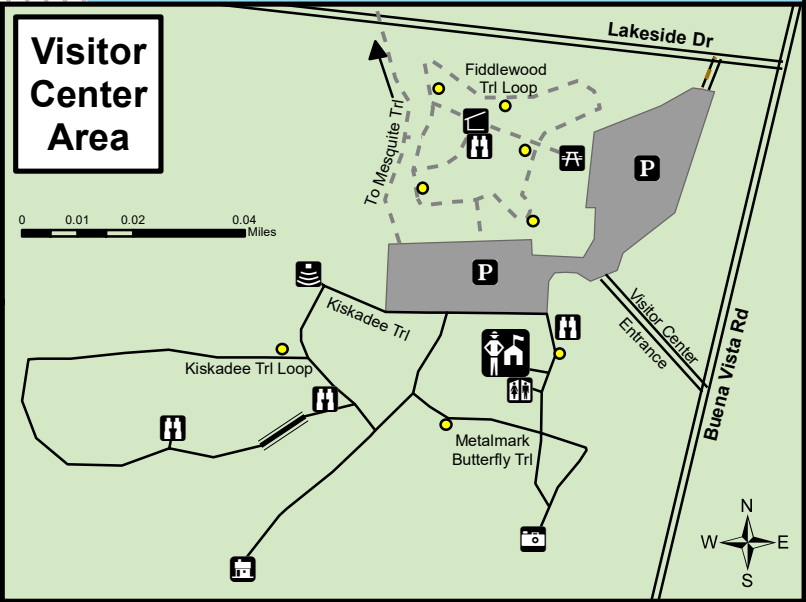 Visitor
Center
Area
Lakeside Dr
Fiddlewood
Trl Loop
To Mesquite Trl
P
0 0.01 0.02 0.04
Miles
P
Kiskadee Trl
Visitor Center
Entrance
Buena Vista Rd
Kiskadee Trl Loop
Metalmark
Butterfly Trl
N
W E
S